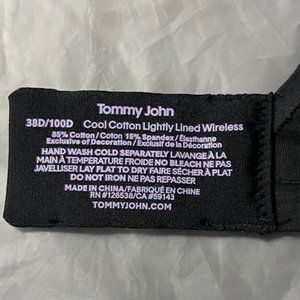 Tommy John
38D/100D Cool Cotton Lightly Lined Wireless
85% Cotton / Coton 15% Spandex / Élasthanne
Exclusive of Decoration / Exclusif de la Décoration
HAND WASH COLD SEPARATELY LAVANGE À LA
MAIN À TEMPÉRATURE FROIDE NO BLEACH NE PAS
JAVELLISER LAY FLAT TO DRY FAIRE SÉCHER À PLAT
DO NOT IRON NE PAS REPASSER
MADE IN CHINA/FABRIQUÉ EN CHINE
RN #126538/CA #59143
TOMMYJOHN.COM